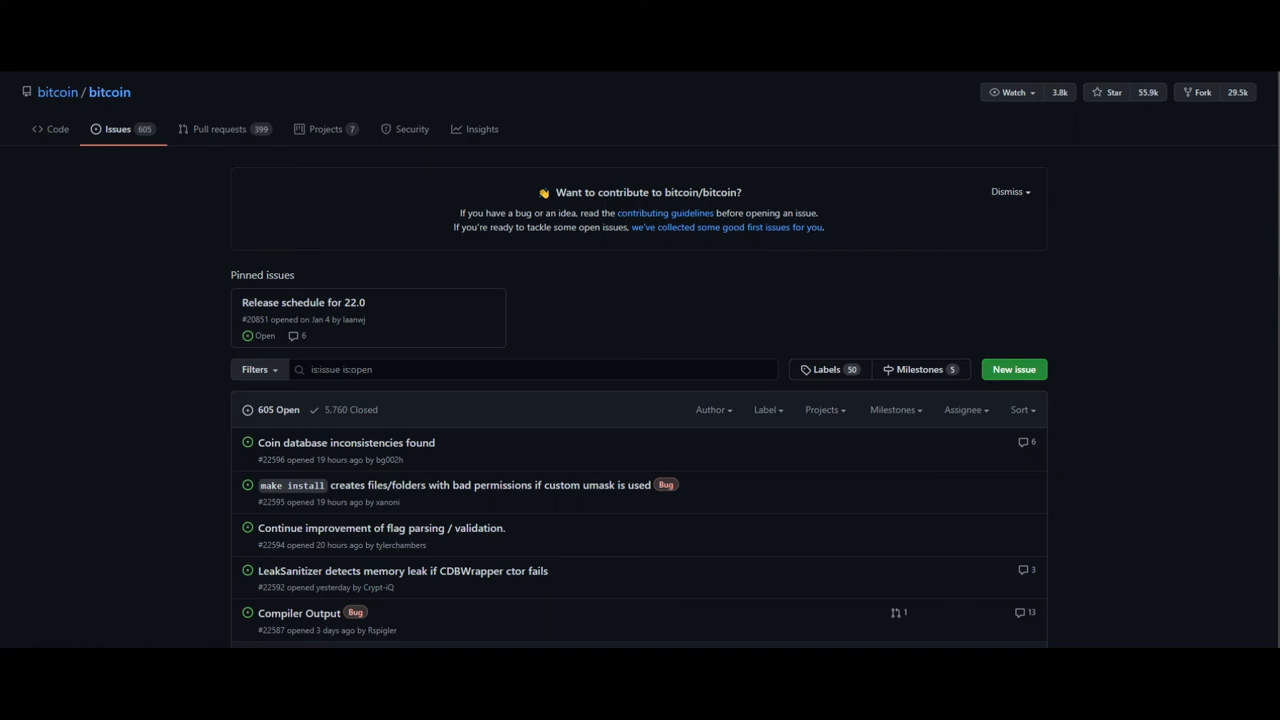 bitcoin / bitcoin
Watch 3.8k Star 55.9k Fork 29.5k
Code Issues 605 Pull requests 399 Projects 7 Security Insights
Want to contribute to bitcoin/bitcoin?
Dismiss
If you have a bug or an idea, read the contributing guidelines before opening an issue.
If you're ready to tackle some open issues, we've collected some good first issues for you.
Pinned issues
Release schedule for 22.0
#20851 opened on Jan 4 by laanwj
Open 6
Filters is:issue is:open Labels 50 Milestones 5 New issue
605 Open 5,760 Closed Author Label Projects Milestones Assignee Sort
Coin database inconsistencies found 6
#22596 opened 19 hours ago by bg002h
make install creates files/folders with bad permissions if custom umask is used Bug
#22595 opened 19 hours ago by xanoni
Continue improvement of flag parsing / validation.
#22594 opened 20 hours ago by tylerchambers
LeakSanitizer detects memory leak if CDBWrapper ctor fails 3
#22592 opened yesterday by Crypt-iQ
Compiler Output Bug 1 13
#22587 opened 3 days ago by Rspigler